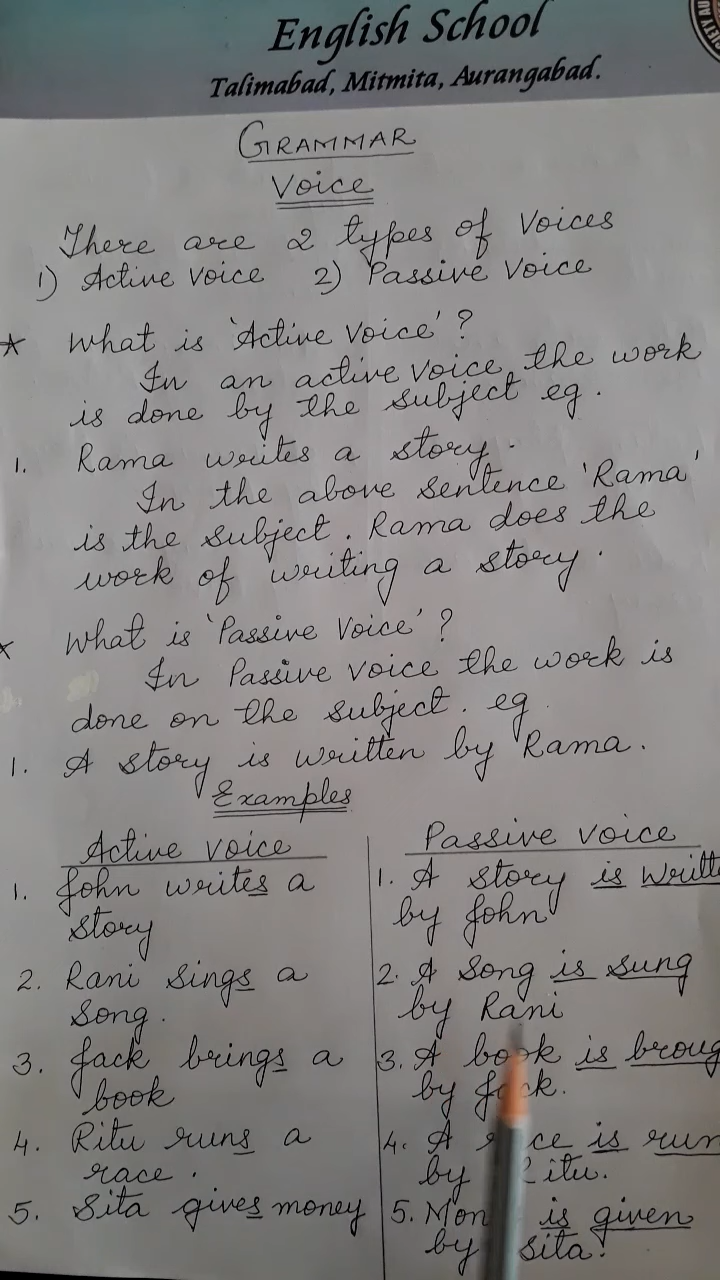 English School
Talimabad, Mitmita, Aurangabad.
GRAMMAR
Voice
There are 2 types of Voices
1) Active Voice 2) Passive Voice
* What is 'Active Voice'?
In an active voice, the work
is done by the subject eg.
1. Rama writes a story.
In the above sentence 'Rama'
is the subject. Rama does the
work of writing a story.
* What is 'Passive Voice'?
In Passive voice the work is
done on the subject. eg
1. A story is written by Rama.
Examples
Active voice
1. John writes a
story
2. Rani sings a
song.
3. Jack brings a
book
4. Ritu runs a
race.
5. Sita gives money
Passive voice
1. A story is writt
by John
2. A song is sung
by Rani
3. A book is broug
by Jack.
4. A is run
by
5. is given
by Sita.